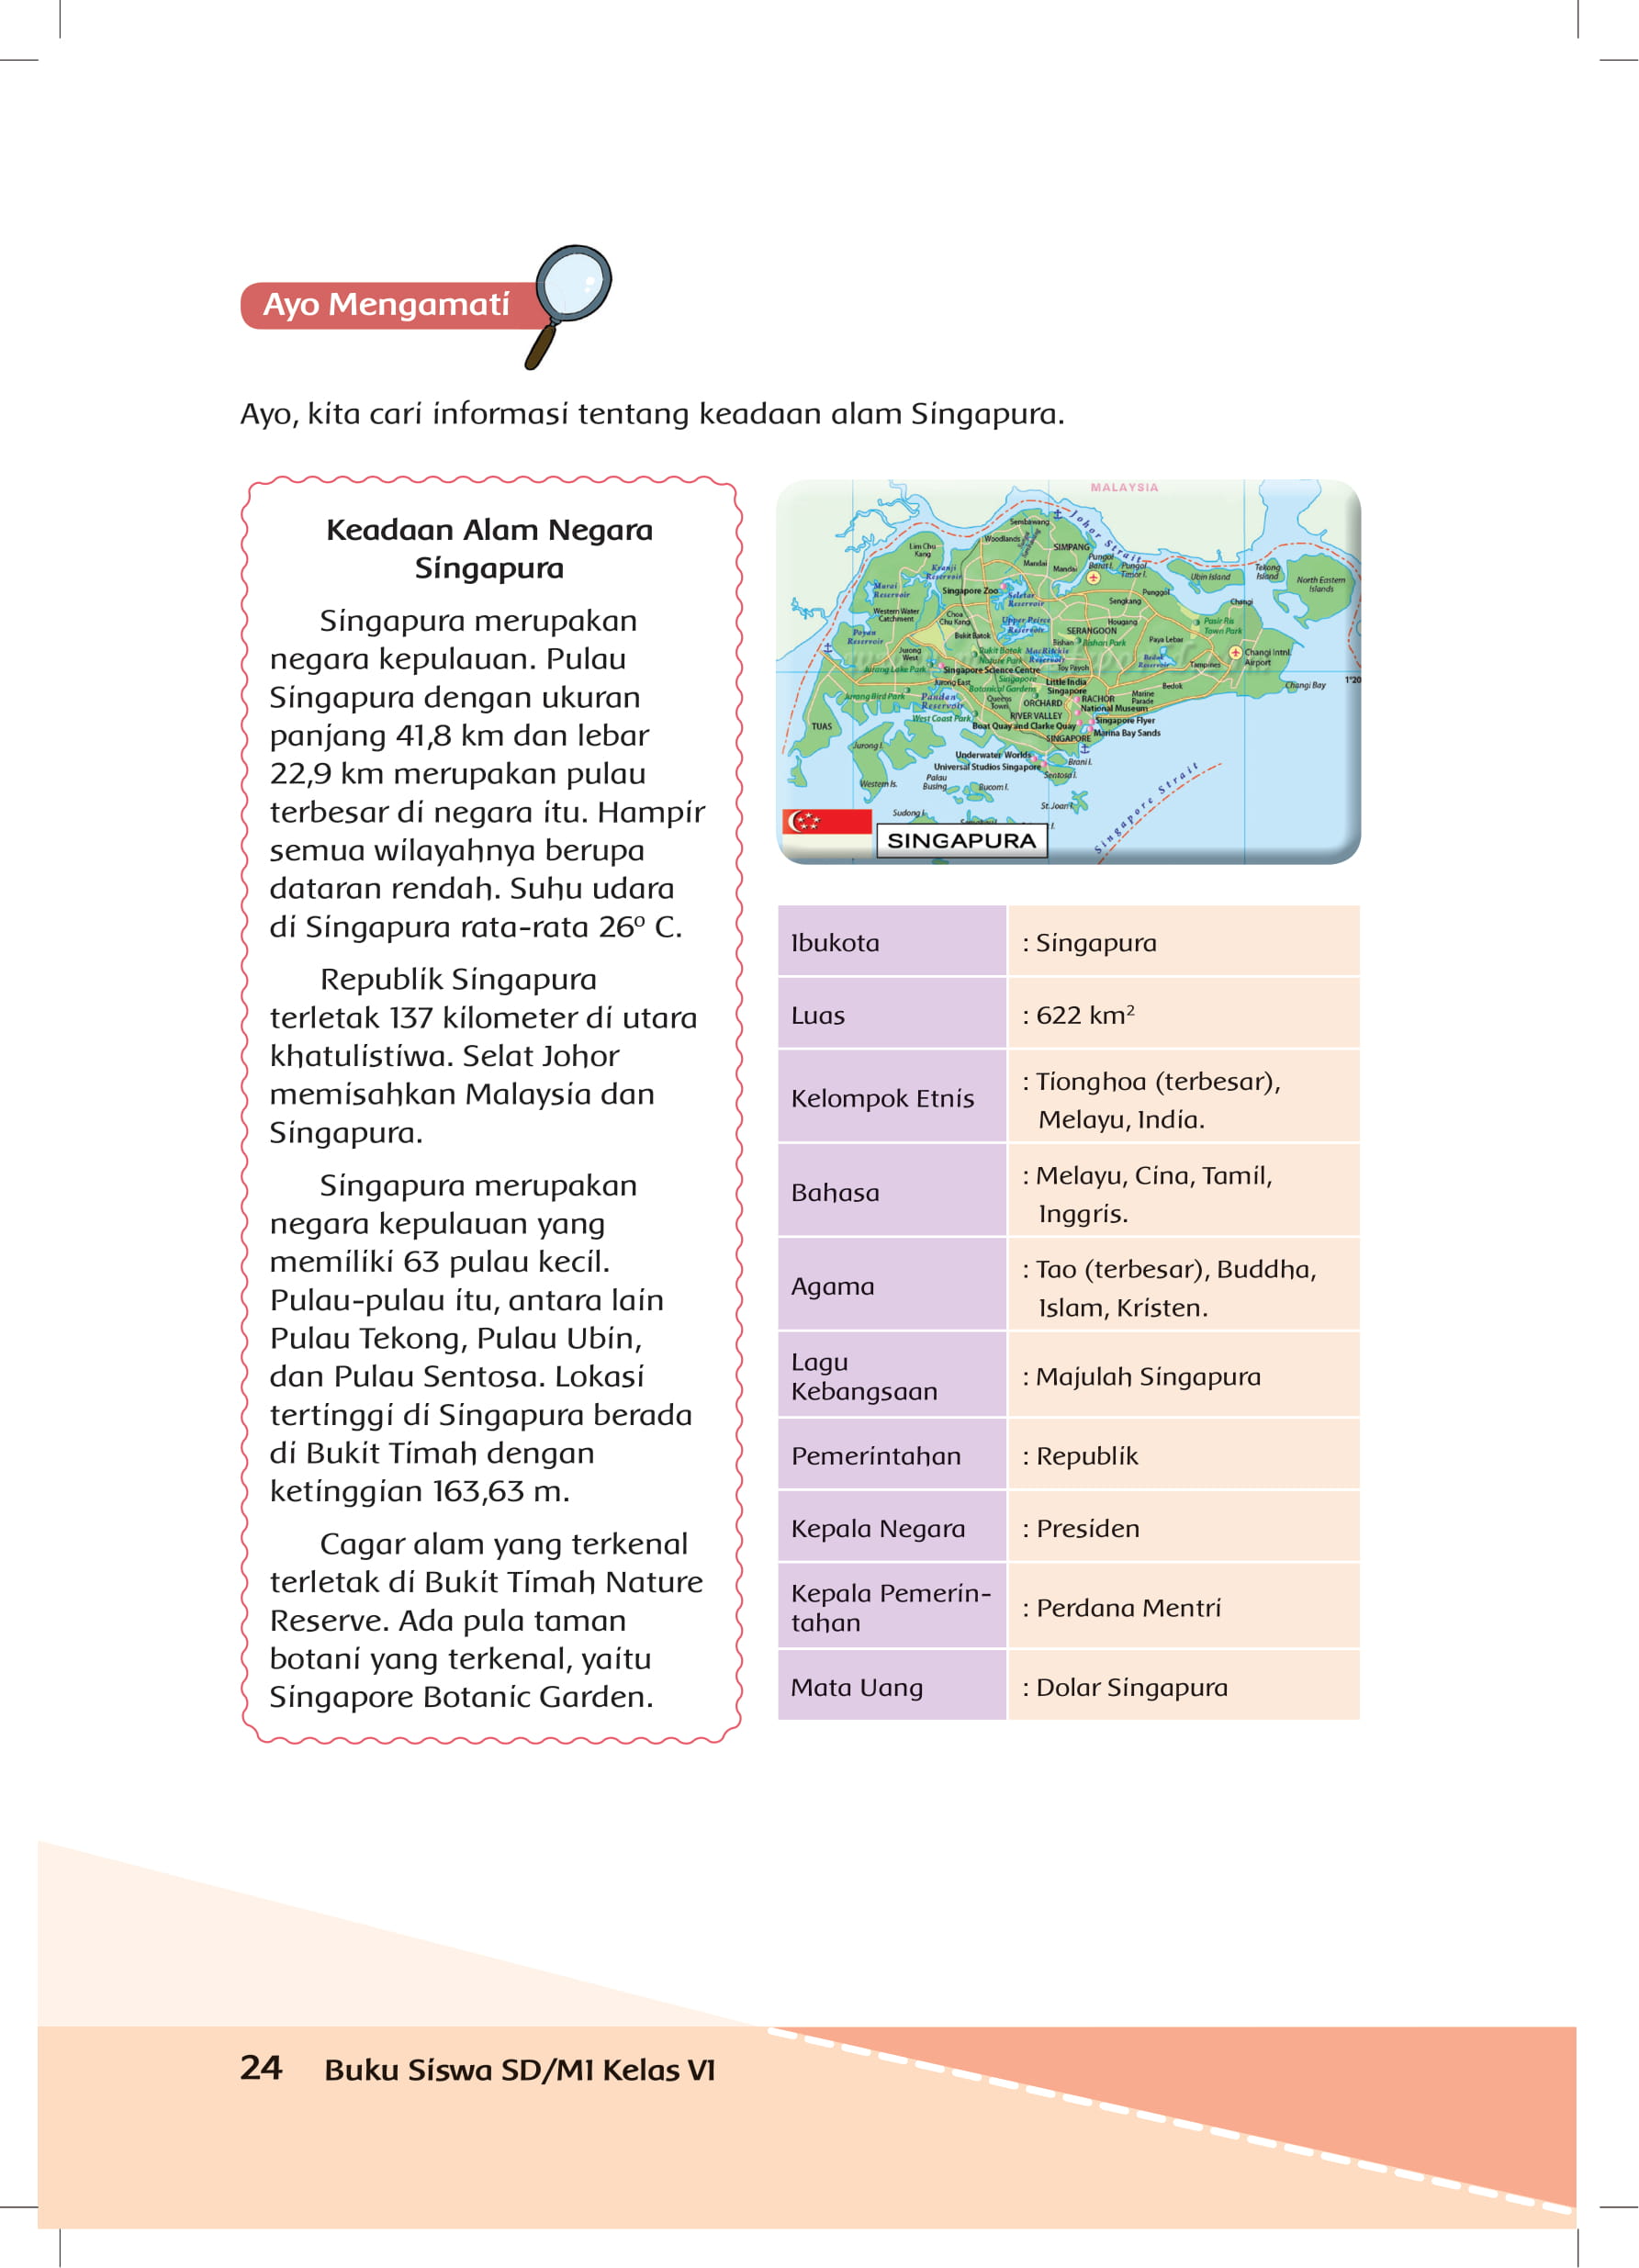 Ayo Mengamati
Ayo, kita cari informasi tentang keadaan alam Singapura.
Keadaan Alam Negara
Singapura
Singapura merupakan
negara kepulauan. Pulau
Singapura dengan ukuran
panjang 41,8 km dan lebar
22,9 km merupakan pulau
terbesar di negara itu. Hampir
semua wilayahnya berupa
dataran rendah. Suhu udara
di Singapura rata-rata 26⁰ C.
Republik Singapura
terletak 137 kilometer di utara
khatulistiwa. Selat Johor
memisahkan Malaysia dan
Singapura.
Singapura merupakan
negara kepulauan yang
memiliki 63 pulau kecil.
Pulau-pulau itu, antara lain
Pulau Tekong, Pulau Ubin,
dan Pulau Sentosa. Lokasi
tertinggi di Singapura berada
di Bukit Timah dengan
ketinggian 163,63 m.
Cagar alam yang terkenal
terletak di Bukit Timah Nature
Reserve. Ada pula taman
botani yang terkenal, yaitu
Singapore Botanic Garden.
MALAYSIA
Johor Strait
Sembawang
Woodlands
SIMPANG
Lim Chu
Kang
Mandai
Mandai
Pungol
Barat I.
Pungol
Timor I.
Ubin Island
Tekong
Island
North Eastern
Islands
Kranji
Reservoir
Murai
Reservoir
Singapore Zoo
Seletar
Reservoir
Sengkang
Punggol
Changi
Western Water
Catchment
Choa
Chu Kang
Upper Peirce
Reservoir
Hougang
Pasir Ris
Town Park
Poyan
Reservoir
Bukit Batok
SERANGOON
Bishan
Bishan Park
Paya Lebar
Jurong
West
Bukit Batok
Nature Park
MacRitchie
Reservoir
Bedok
Reservoir
Tampines
Changi Intnl.
Airport
Jurong Lake Park
Singapore Science Centre
Toa Payoh
Jurong East
Singapore
Botanical Gardens
Little India
Singapore
Bedok
Changi Bay
1°20
Jurong Bird Park
Pandan
Reservoir
Queens
Town
ORCHARD
RACHOR
National Museum
Marine
Parade
West Coast Park
RIVER VALLEY
Singapore Flyer
TUAS
Boat Quay and Clarke Quay
Marina Bay Sands
SINGAPORE
Jurong I.
Underwater Worlds
Brani I.
Universal Studios Singapore
Sentosa I.
Western Is.
Palau
Busing
Bucom I.
St. Joan I.
Sudong I.
Singapore Strait
SINGAPURA
Ibukota : Singapura
Luas : 622 km²
Kelompok Etnis : Tionghoa (terbesar),
Melayu, India.
Bahasa : Melayu, Cina, Tamil,
Inggris.
Agama : Tao (terbesar), Buddha,
Islam, Kristen.
Lagu
Kebangsaan : Majulah Singapura
Pemerintahan : Republik
Kepala Negara : Presiden
Kepala Pemerin-
tahan : Perdana Mentri
Mata Uang : Dolar Singapura
24 Buku Siswa SD/MI Kelas VI